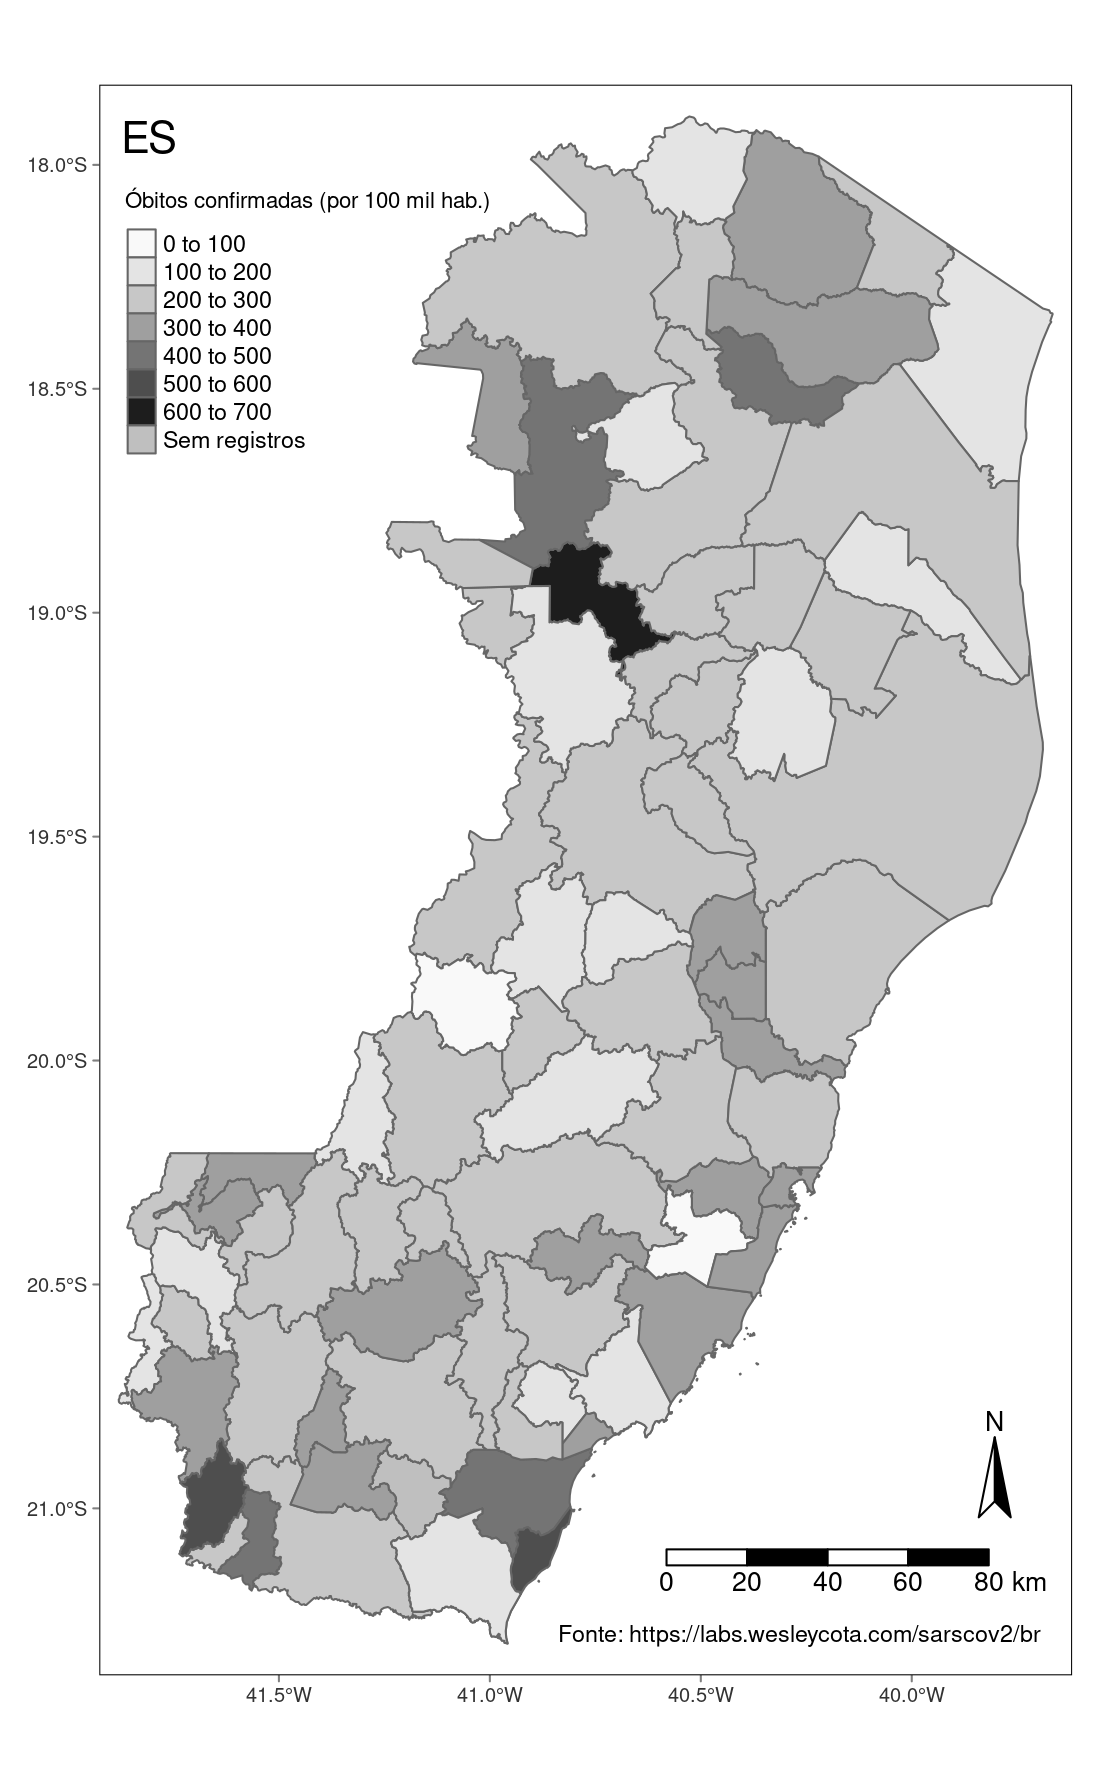 ES
Óbitos confirmadas (por 100 mil hab.)
0 to 100
100 to 200
200 to 300
300 to 400
400 to 500
500 to 600
600 to 700
Sem registros
18.0°S
18.5°S
19.0°S
19.5°S
20.0°S
20.5°S
21.0°S
N
0 20 40 60 80 km
Fonte: https://labs.wesleycota.com/sarscov2/br
41.5°W 41.0°W 40.5°W 40.0°W